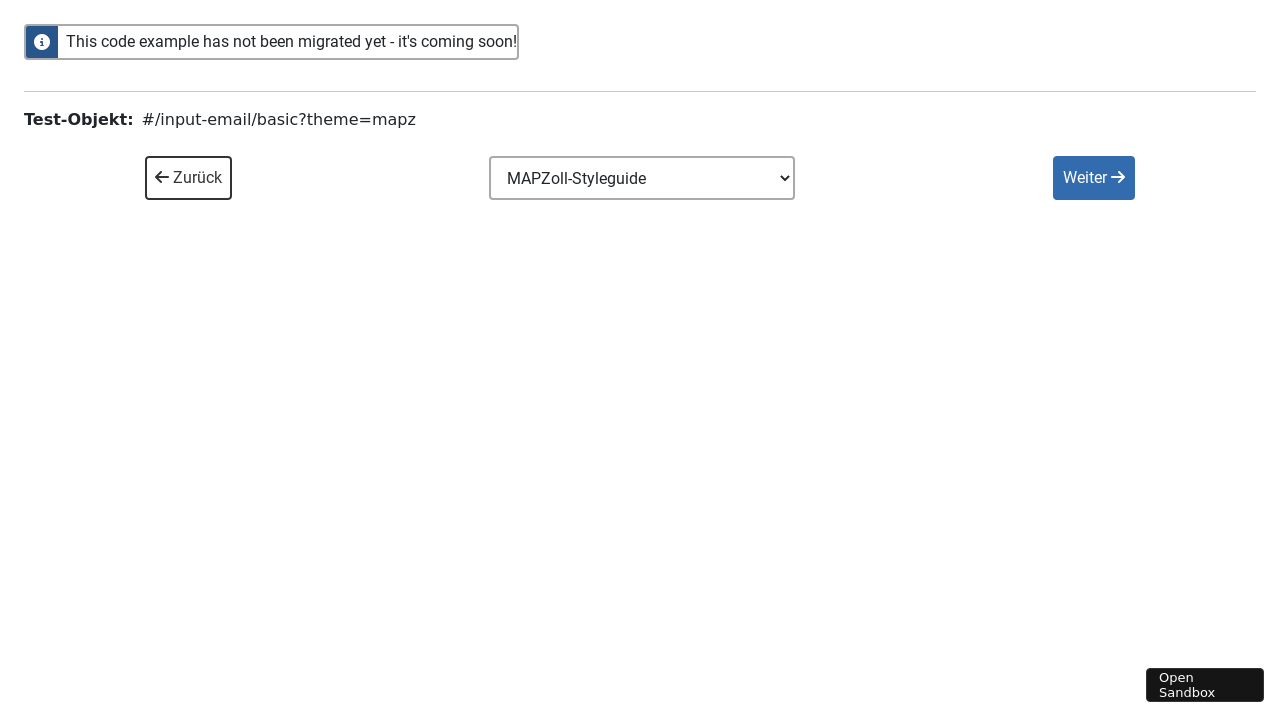 This code example has not been migrated yet - it's coming soon!
Test-Objekt: #/input-email/basic?theme=mapz
Zurück
MAPZoll-Styleguide
Weiter
Open
Sandbox